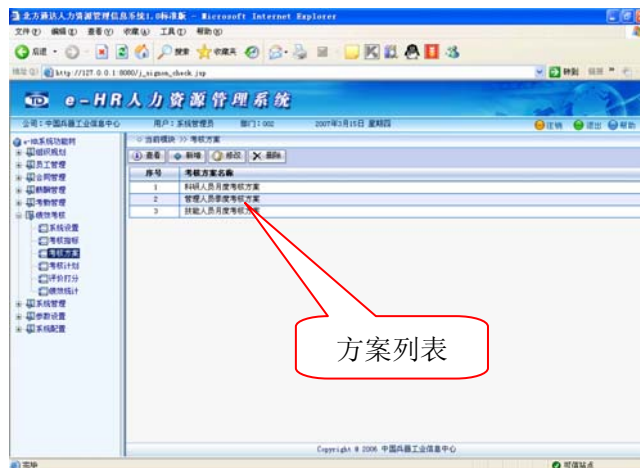 北方通达人力资源管理信息系统1.0标准版 - Microsoft Internet Explorer
文件(F) 编辑(E) 查看(V) 收藏(A) 工具(T) 帮助(H)
后退 搜索 收藏夹
地址(D) http://127.0.0.1:8080/j_signon_check.jsp 转到 链接
e-HR人力资源管理系统
公司:中国兵器工业信息中心 用户:系统管理员 部门:002 2007年3月15日 星期四 注销 退出 帮助
e-HR系统功能树
组织规划
员工管理
合同管理
薪酬管理
考勤管理
绩效考核
系统设置
考核指标
考核方案
考核计划
评价打分
绩效统计
系统管理
参数设置
系统配置
当前模块 >> 考核方案
查看 新增 修改 删除
序号 考核方案名称
1 科研人员月度考核方案
2 管理人员季度考核方案
3 技能人员月度考核方案
方案列表
Copyright © 2006 中国兵器工业信息中心
完毕 可信站点